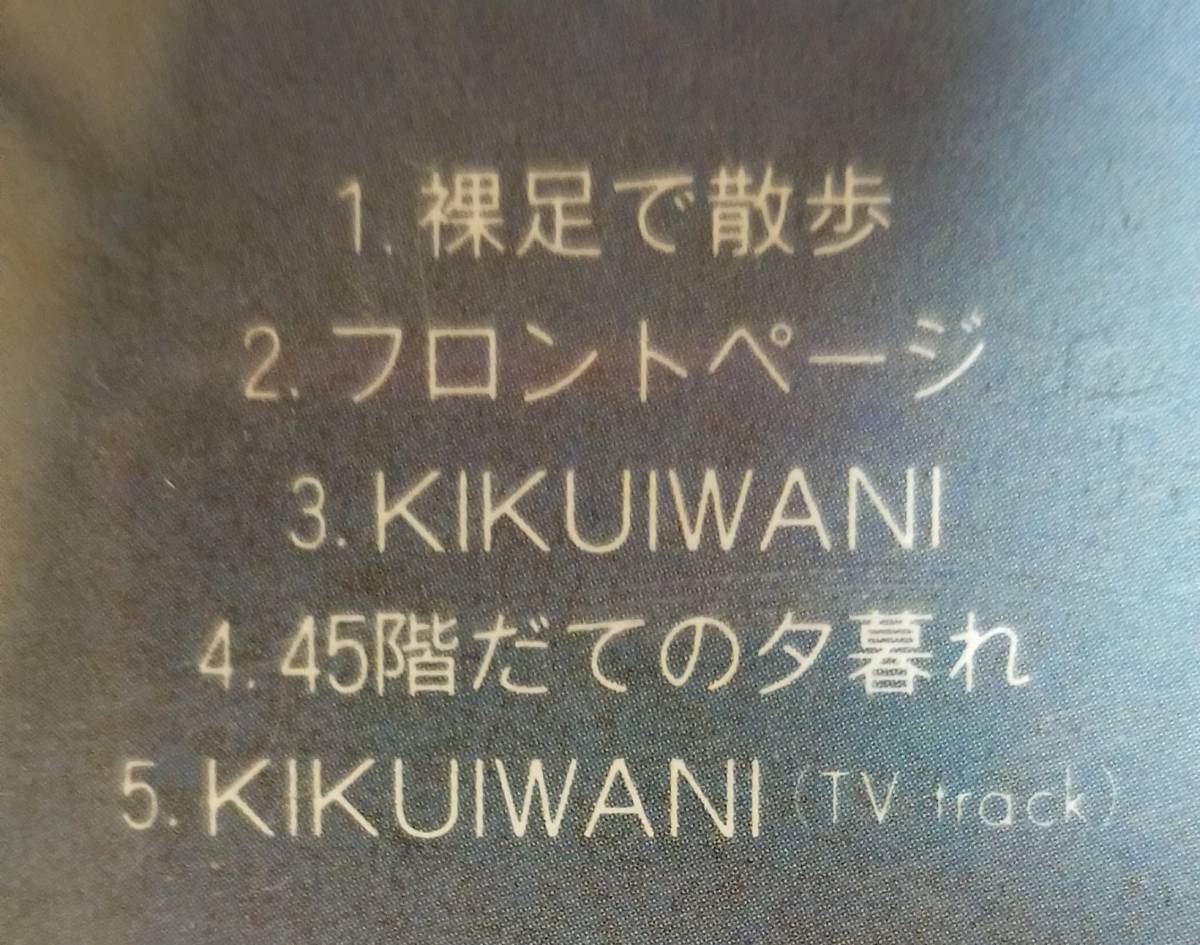 1. 裸足で散歩
2. フロントページ
3. KIKUIWANI
4. 45階だての夕暮れ
5. KIKUIWANI (TV track)